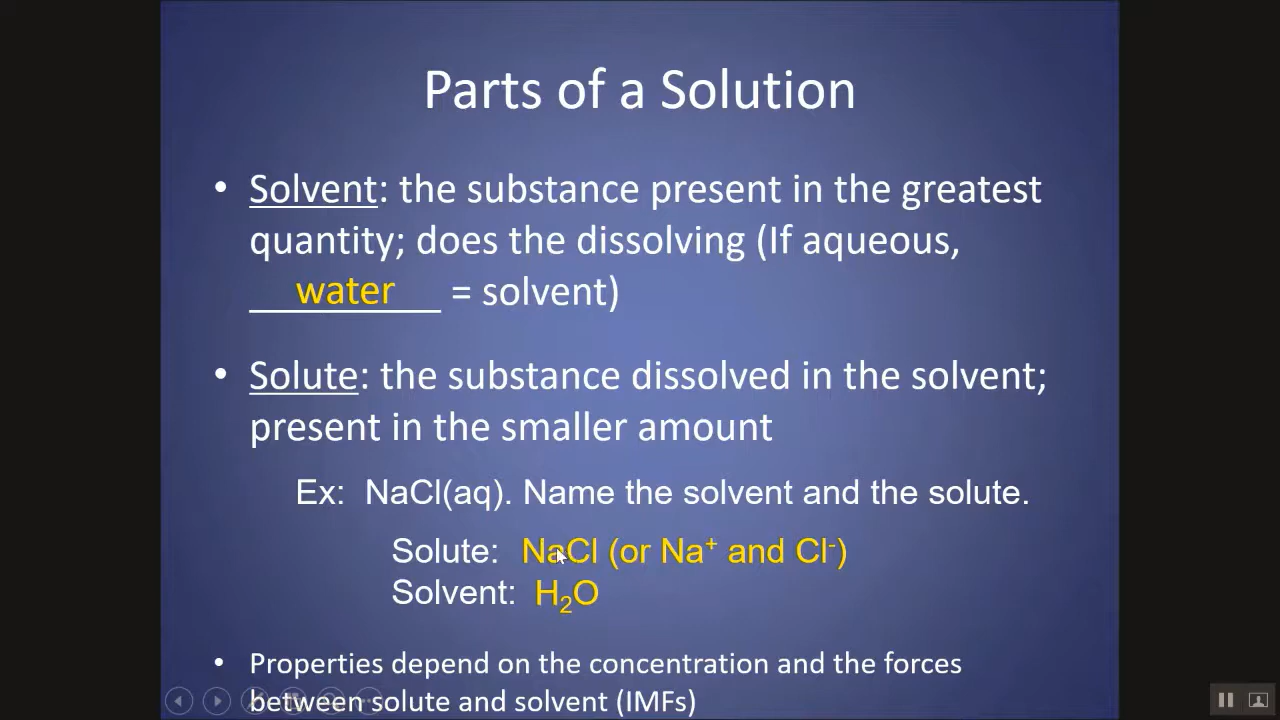 Parts of a Solution
• Solvent: the substance present in the greatest
quantity; does the dissolving (If aqueous,
water = solvent)
• Solute: the substance dissolved in the solvent;
present in the smaller amount
Ex: NaCl(aq). Name the solvent and the solute.
Solute: NaCl (or Na⁺ and Cl⁻)
Solvent: H₂O
• Properties depend on the concentration and the forces
between solute and solvent (IMFs)